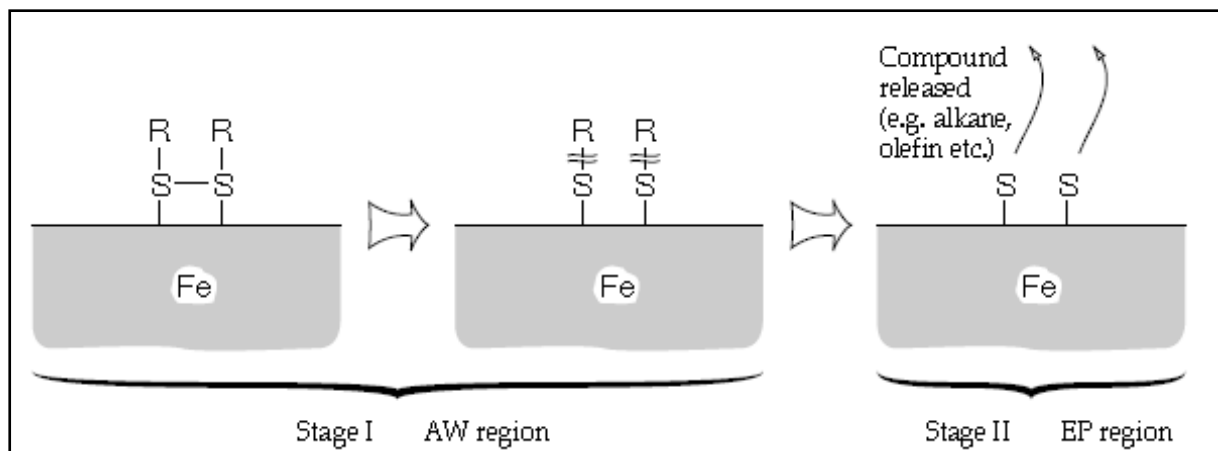 R R
S S
Fe
R R
S S
Fe
Compound
released
(e.g. alkane,
olefin etc.)
S S
Fe
Stage I AW region
Stage II EP region